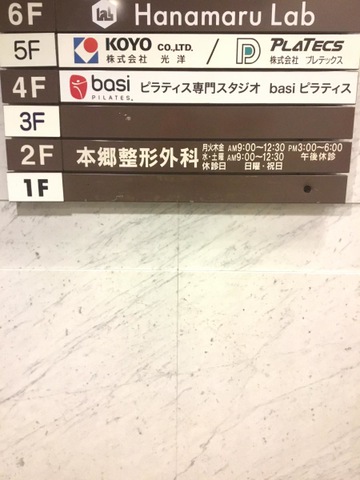 6F lab Hanamaru Lab
5F KOYO CO.,LTD. 株式会社 光洋 / P PLATECS 株式会社 プレテックス
4F basi PILATES ピラティス専門スタジオ basi ピラティス
3F
2F 本郷整形外科 月火木金 AM9:00~12:30 PM3:00~6:00
水・土曜 AM9:00~12:30 午後休診
休診日 日曜・祝日
1F